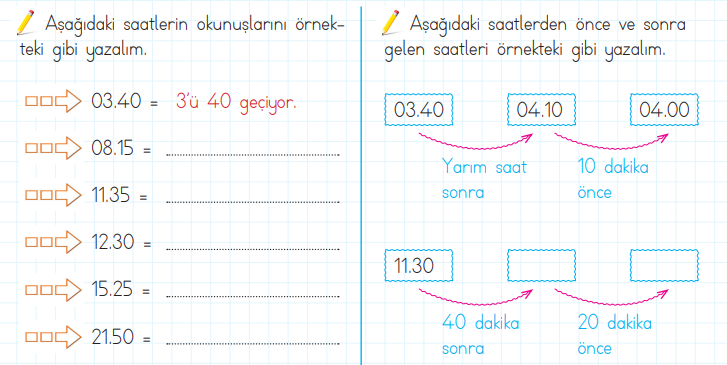 Aşağıdaki saatlerin okunuşlarını örnek-
teki gibi yazalım.
03.40 = 3'ü 40 geçiyor.
08.15 = ........................
11.35 = ........................
12.30 = ........................
15.25 = ........................
21.50 = ........................
Aşağıdaki saatlerden önce ve sonra
gelen saatleri örnekteki gibi yazalım.
03.40 04.10 04.00
Yarım saat 10 dakika
sonra önce
11.30
40 dakika 20 dakika
sonra önce